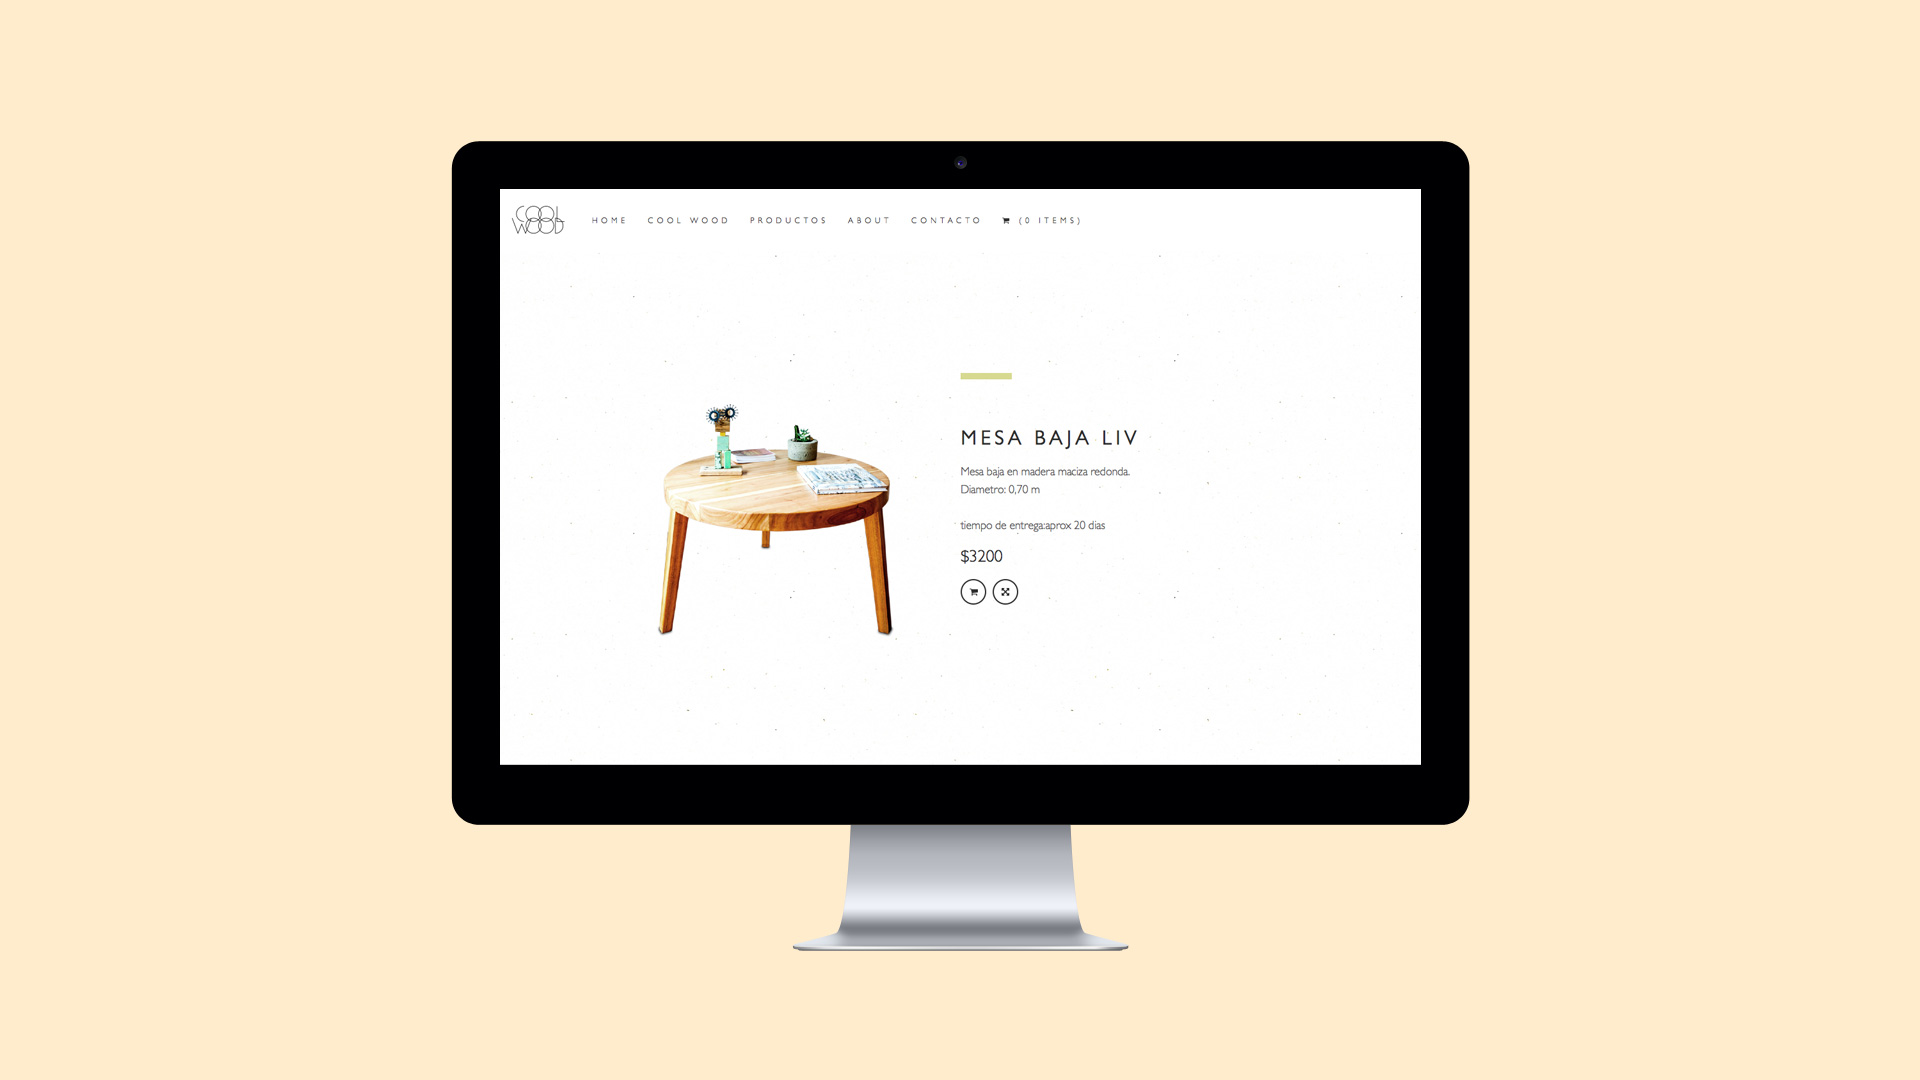 COOL
WOOD
HOME COOL WOOD PRODUCTOS ABOUT CONTACTO (0 ITEMS)
MESA BAJA LIV
Mesa baja en madera maciza redonda.
Diametro: 0,70 m
tiempo de entrega:aprox 20 dias
$3200